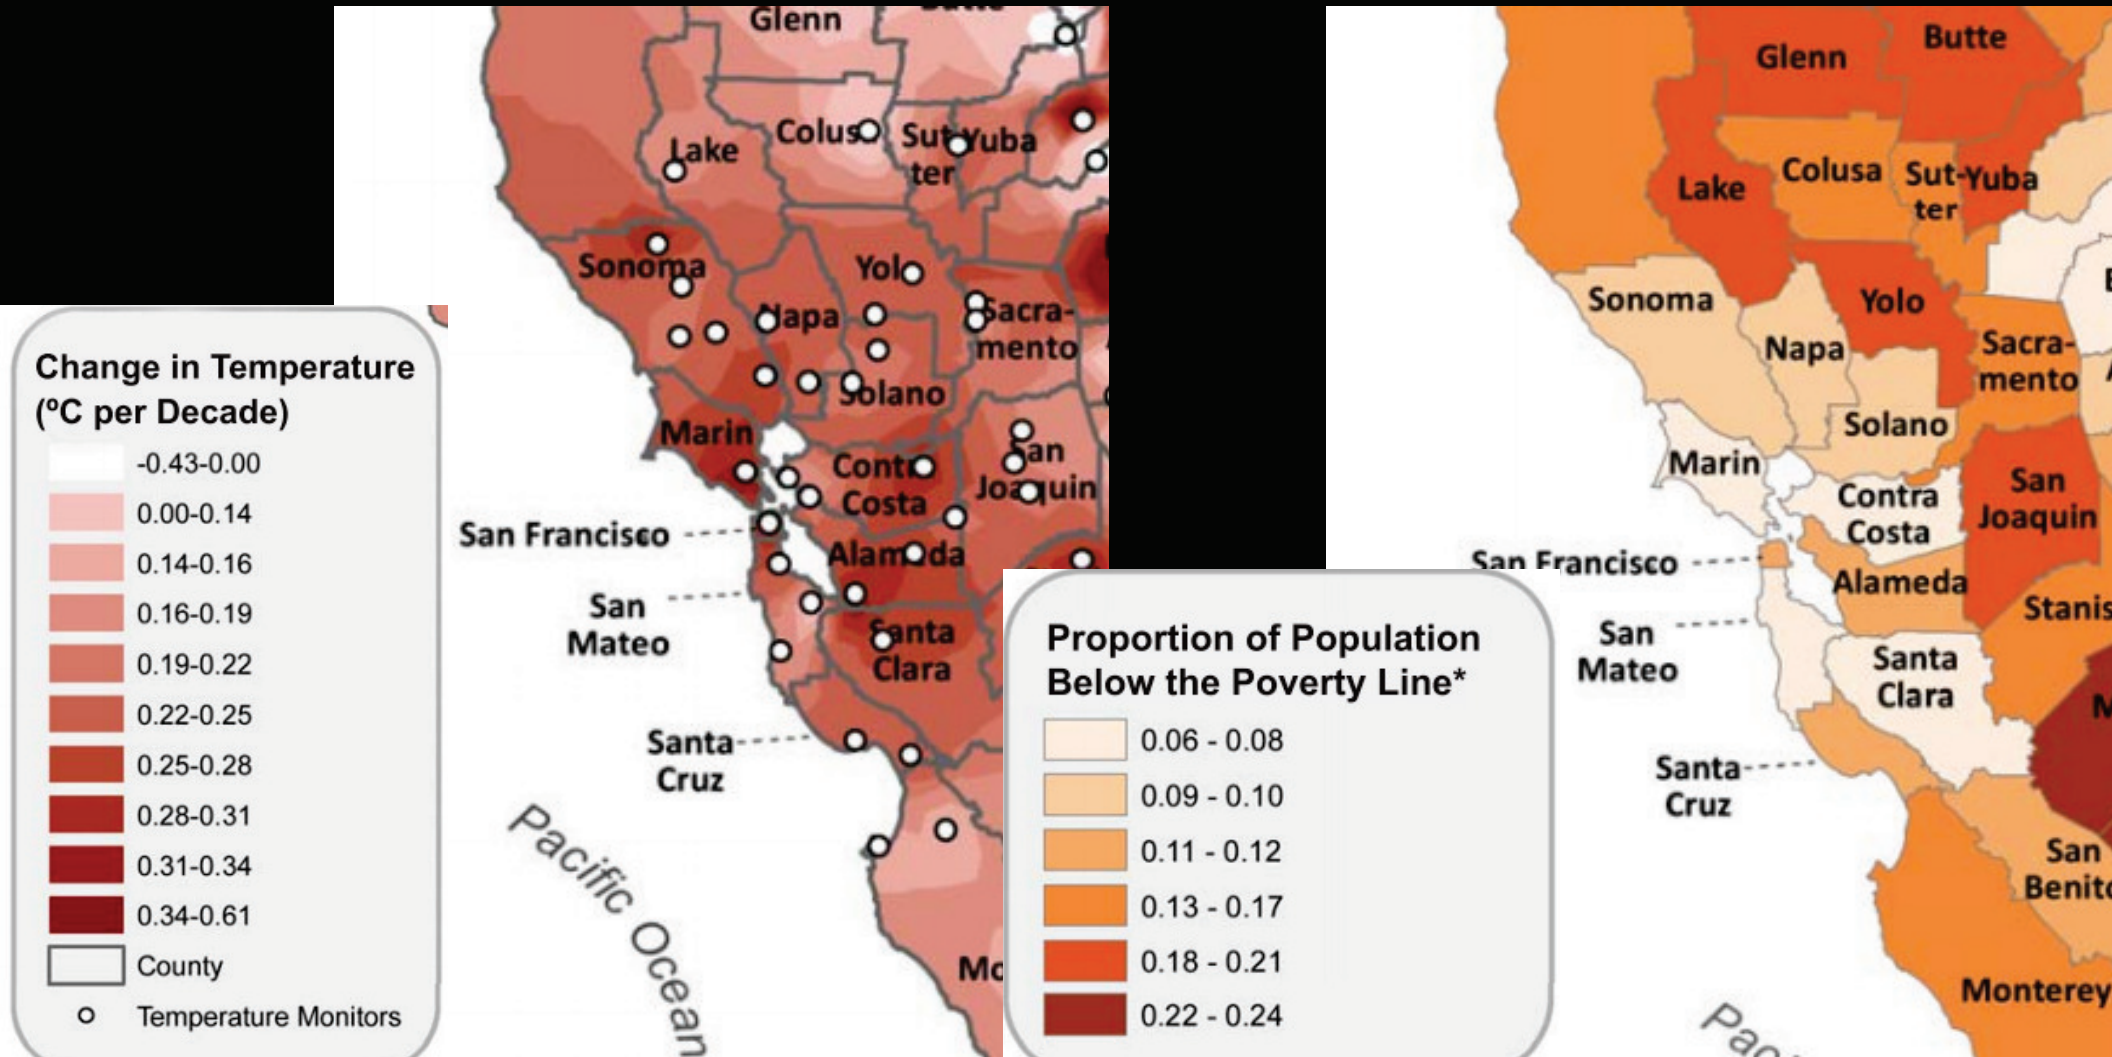 Glenn
Lake
Sut-
Yuba
ter
Sonoma
Napa
Sacra-
mento
Solano
Marin
Costa
San Francisco
San
Mateo
Santa
Clara
Santa
Cruz
Pacific Ocean
Change in Temperature
(ºC per Decade)
-0.43-0.00
0.00-0.14
0.14-0.16
0.16-0.19
0.19-0.22
0.22-0.25
0.25-0.28
0.28-0.31
0.31-0.34
0.34-0.61
County
Temperature Monitors
Glenn
Butte
Lake
Colusa
Sut-
ter
Yuba
Sonoma
Napa
Yolo
Sacra-
mento
Solano
Marin
Contra
Costa
San
Joaquin
San Francisco
Alameda
Stanis
San
Mateo
Santa
Clara
Santa
Cruz
San
Benito
Monterey
Proportion of Population
Below the Poverty Line*
0.06 - 0.08
0.09 - 0.10
0.11 - 0.12
0.13 - 0.17
0.18 - 0.21
0.22 - 0.24